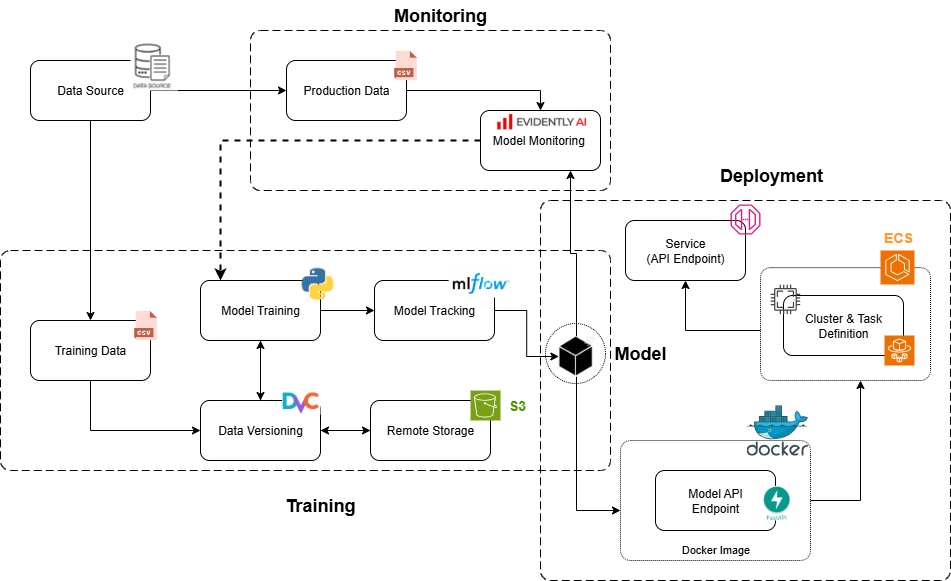 Monitoring
DATA SOURCE
Data Source
CSV
Production Data
EVIDENTLY AI
Model Monitoring
Deployment
Service
(API Endpoint)
ECS
Cluster & Task
Definition
Model Training
mlflow
Model Tracking
CSV
Training Data
Model
DVC
Data Versioning
S3
Remote Storage
Training
docker
Model API
Endpoint
FastAPI
Docker Image